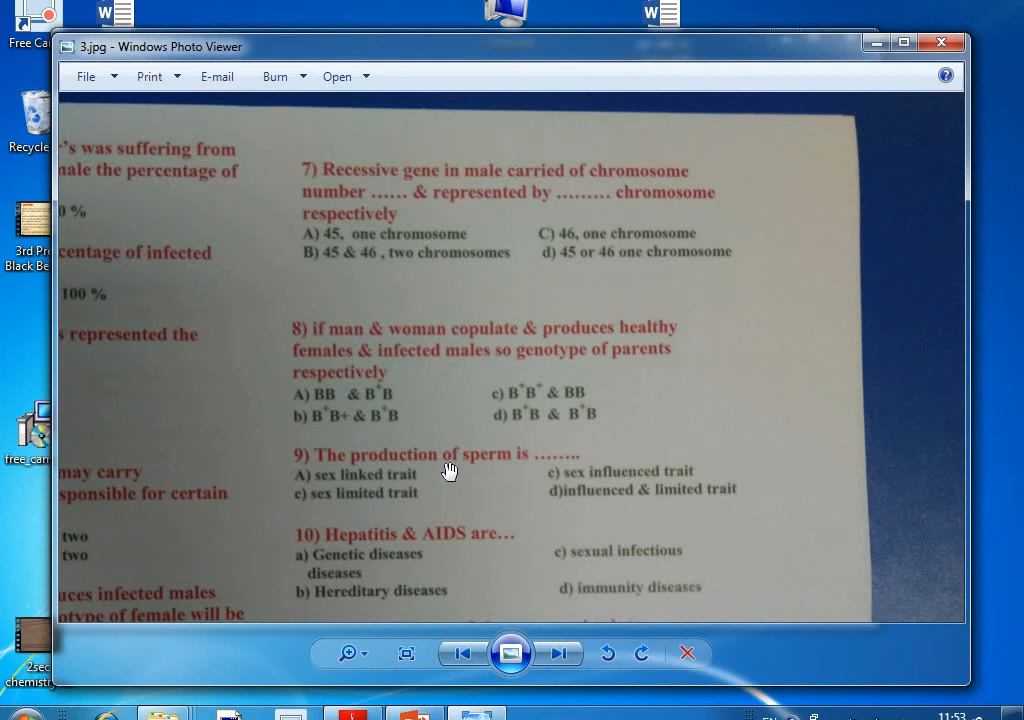 Free Ca
3.jpg - Windows Photo Viewer
File
Print
E-mail
Burn
Open
Recycle
3rd Pre
Black Be
free_cam
2sec
chemistr
's was suffering from
male the percentage of
0 %
centage of infected
100 %
s represented the
may carry
sponsible for certain
two
two
uces infected males
otype of female will be
7) Recessive gene in male carried of chromosome
number ...... & represented by ......... chromosome
respectively
A) 45, one chromosome C) 46, one chromosome
B) 45 & 46 , two chromosomes d) 45 or 46 one chromosome
8) if man & woman copulate & produces healthy
females & infected males so genotype of parents
respectively
A) BB & B+B c) B+B+ & BB
b) B+B+ & B+B d) B+B & B+B
9) The production of sperm is ........
A) sex linked trait c) sex influenced trait
c) sex limited trait d)influenced & limited trait
10) Hepatitis & AIDS are...
a) Genetic diseases c) sexual infectious
diseases
b) Hereditary diseases d) immunity diseases
EN
11:53